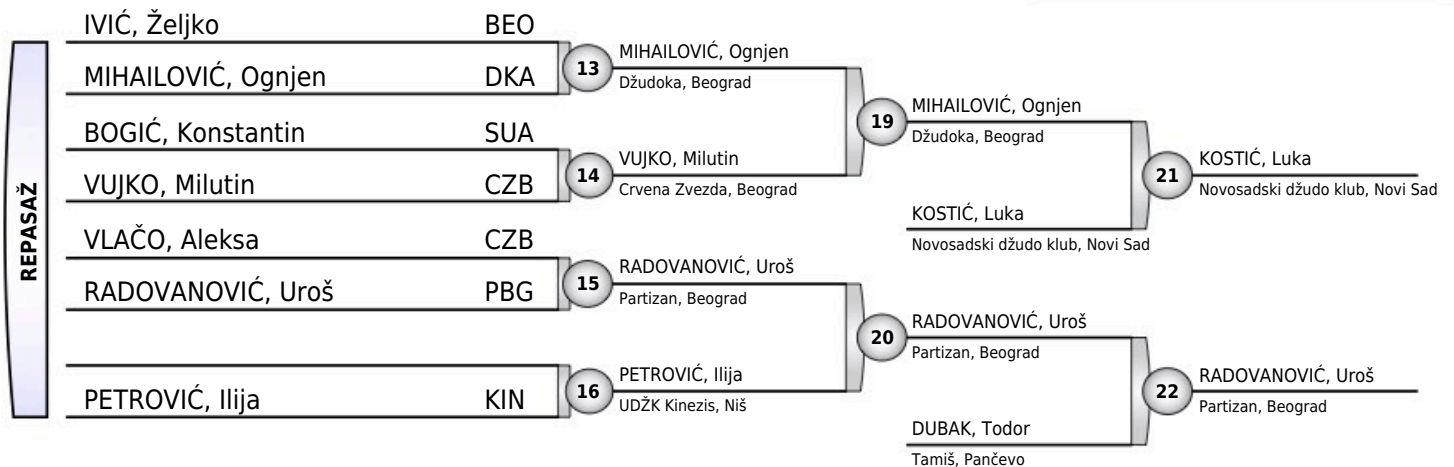 REPASAŽ
IVIĆ, Željko BEO
MIHAILOVIĆ, Ognjen DKA
BOGIĆ, Konstantin SUA
VUJKO, Milutin CZB
VLAČO, Aleksa CZB
RADOVANOVIĆ, Uroš PBG
PETROVIĆ, Ilija KIN
13
MIHAILOVIĆ, Ognjen
Džudoka, Beograd
14
VUJKO, Milutin
Crvena Zvezda, Beograd
15
RADOVANOVIĆ, Uroš
Partizan, Beograd
16
PETROVIĆ, Ilija
UDŽK Kinezis, Niš
19
MIHAILOVIĆ, Ognjen
Džudoka, Beograd
KOSTIĆ, Luka
Novosadski džudo klub, Novi Sad
20
RADOVANOVIĆ, Uroš
Partizan, Beograd
DUBAK, Todor
Tamiš, Pančevo
21
KOSTIĆ, Luka
Novosadski džudo klub, Novi Sad
22
RADOVANOVIĆ, Uroš
Partizan, Beograd